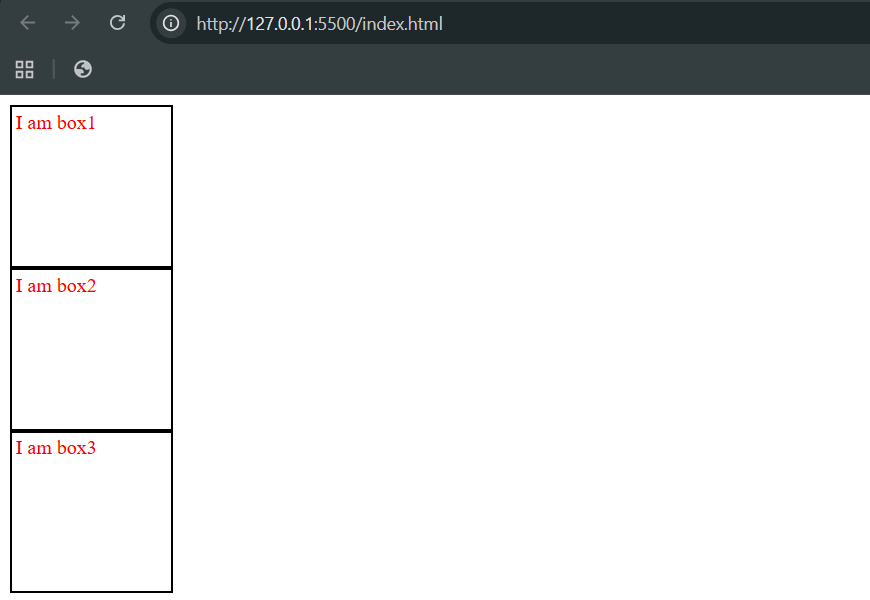 http://127.0.0.1:5500/index.html
I am box1
I am box2
I am box3